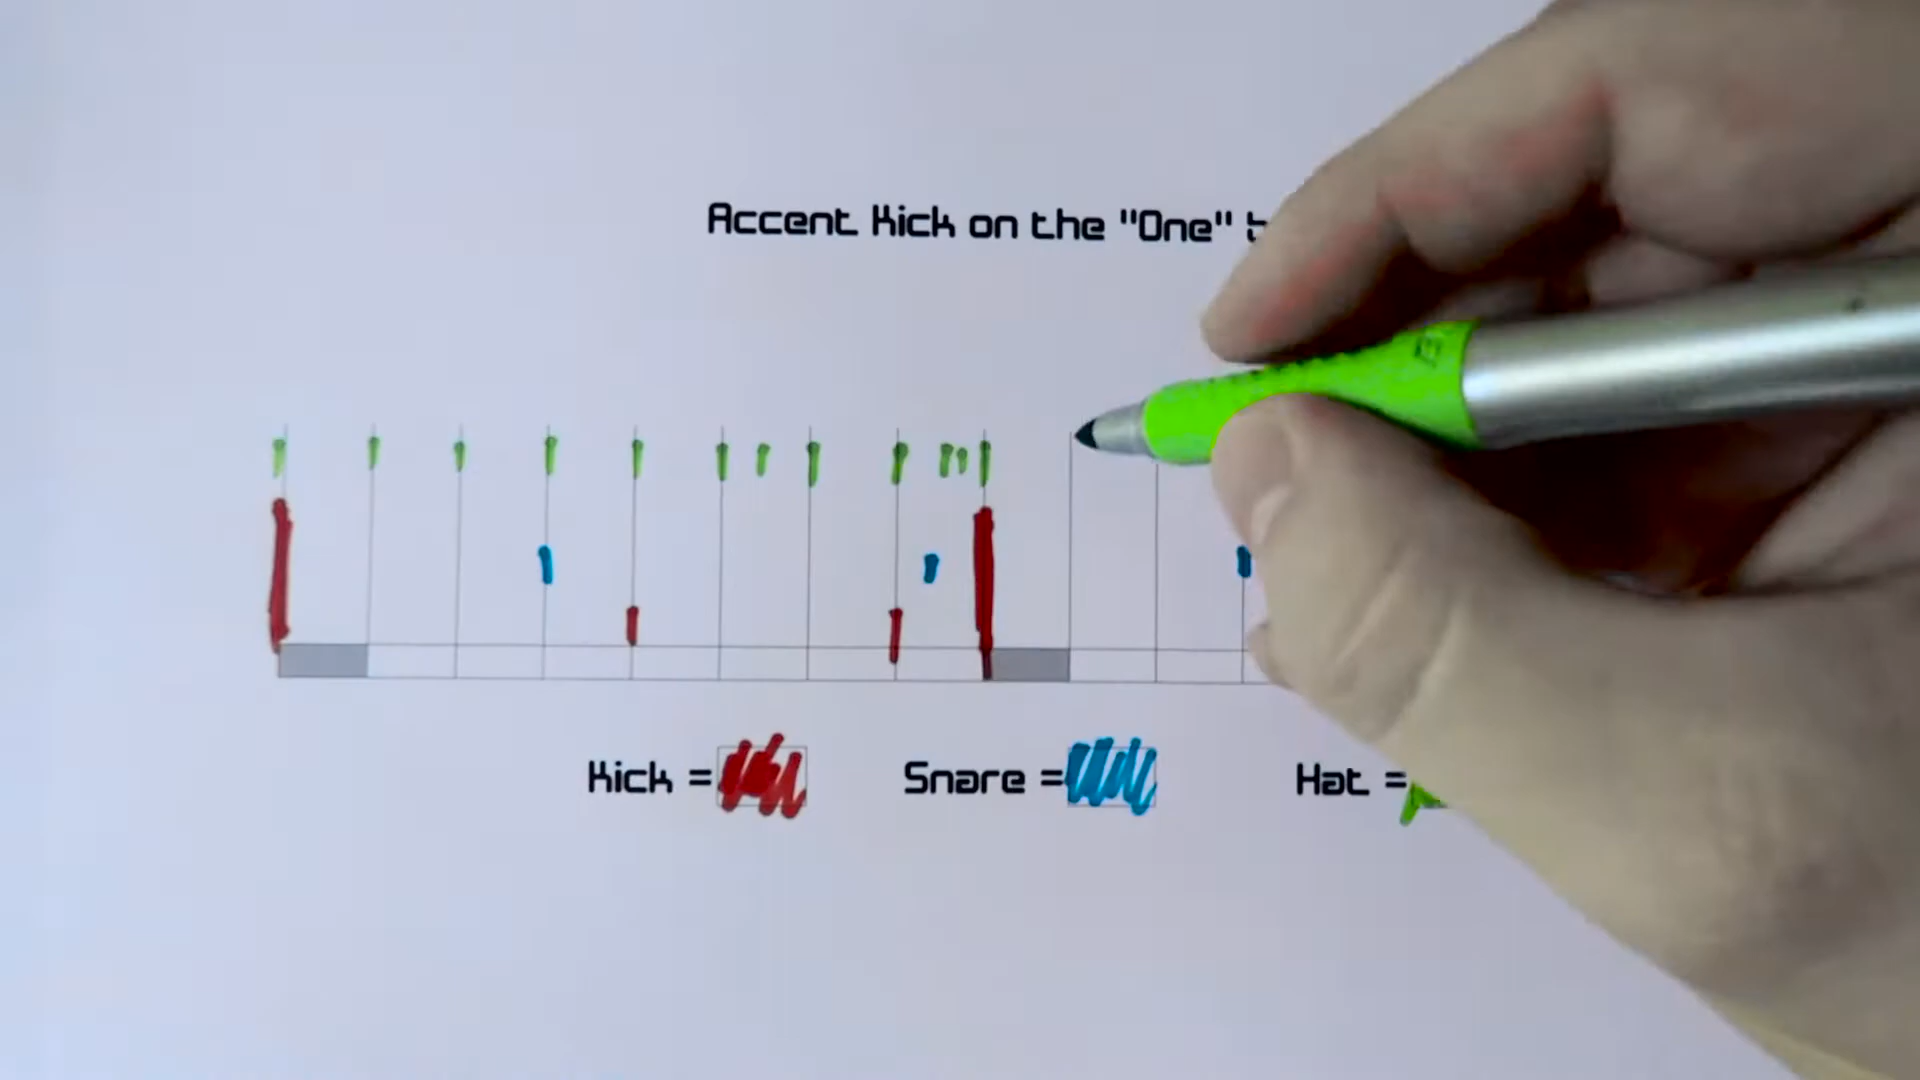 Accent Kick on the "One"
Kick =
Snare =
Hat =